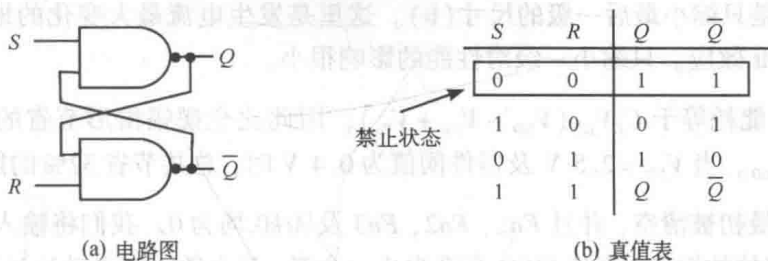 S
Q
R
Q̅
(a) 电路图
禁止状态
S R Q Q̅
0 0 1 1
1 0 0 1
0 1 1 0
1 1 Q Q̅
(b) 真值表